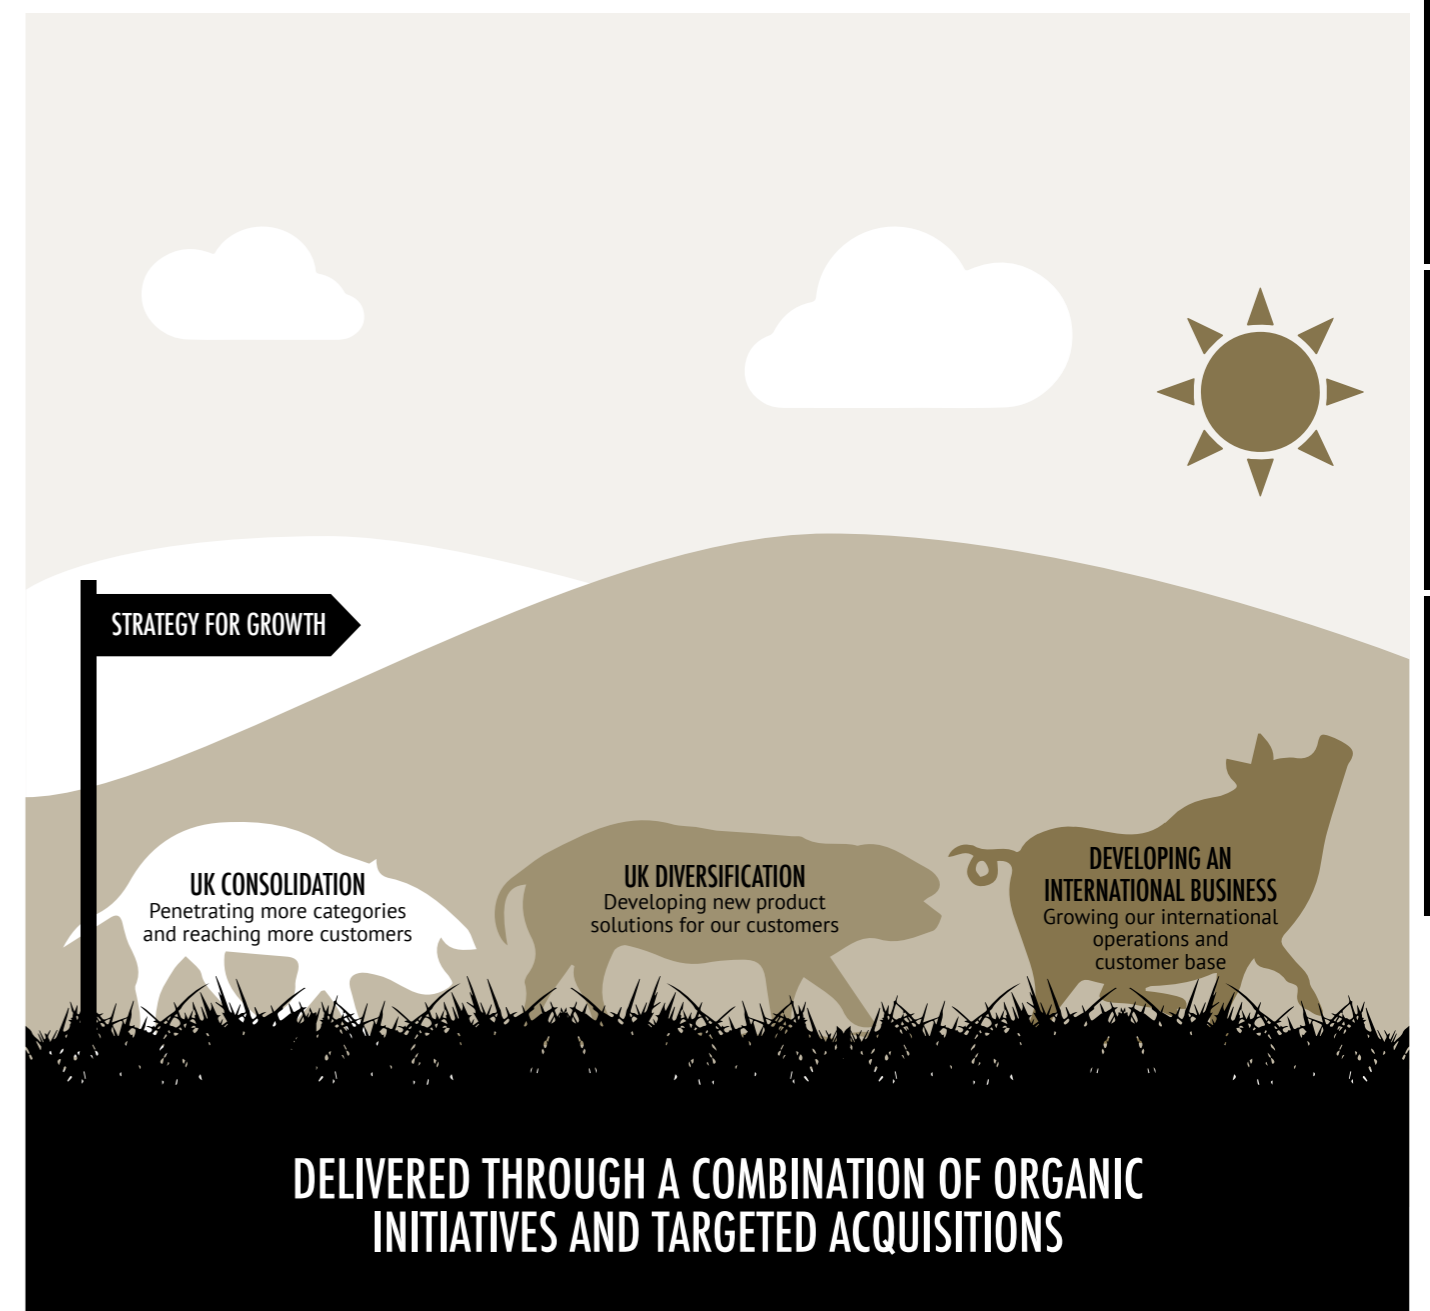 STRATEGY FOR GROWTH
UK CONSOLIDATION
Penetrating more categories
and reaching more customers
UK DIVERSIFICATION
Developing new product
solutions for our customers
DEVELOPING AN
INTERNATIONAL BUSINESS
Growing our international
operations and
customer base
DELIVERED THROUGH A COMBINATION OF ORGANIC
INITIATIVES AND TARGETED ACQUISITIONS